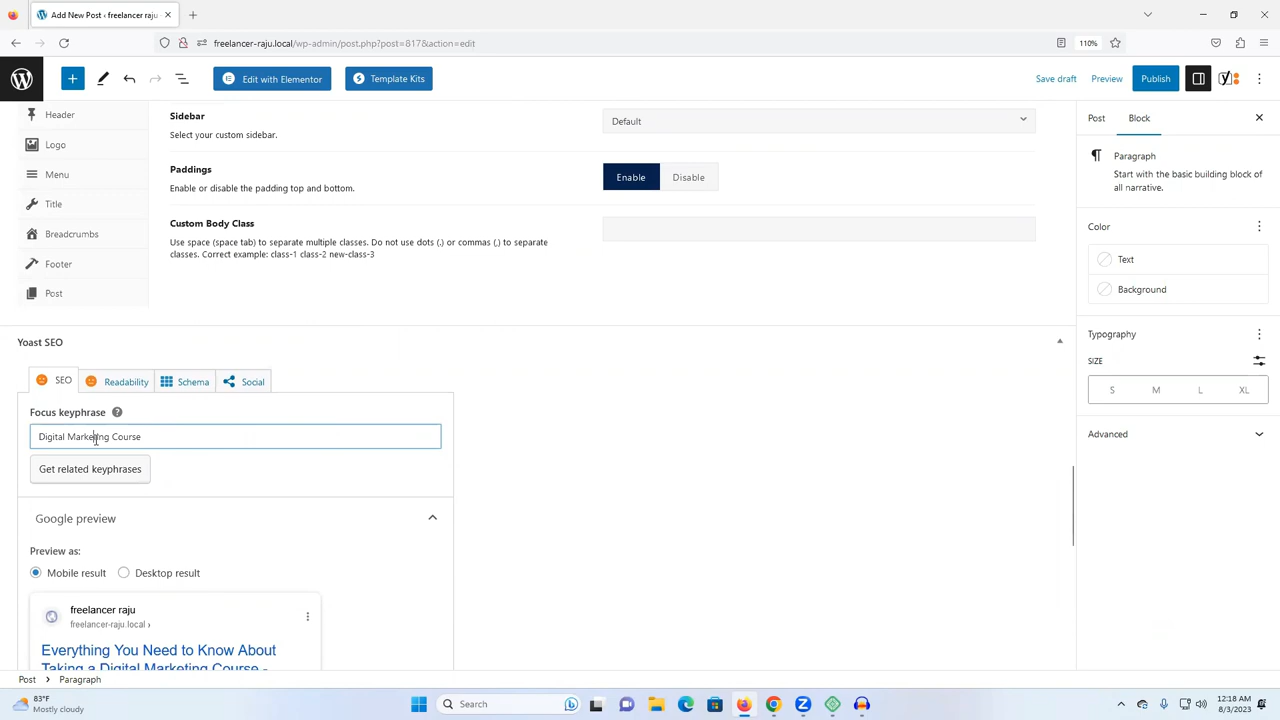 Add New Post ‹ freelancer raju
freelancer-raju.local/wp-admin/post.php?post=817&action=edit
110%
Edit with Elementor
Template Kits
Save draft
Preview
Publish
Header
Logo
Menu
Title
Breadcrumbs
Footer
Post
Sidebar
Select your custom sidebar.
Default
Paddings
Enable or disable the padding top and bottom.
Enable
Disable
Custom Body Class
Use space (space tab) to separate multiple classes. Do not use dots (.) or commas (,) to separate
classes. Correct example: class-1 class-2 new-class-3
Post
Block
Paragraph
Start with the basic building block of
all narrative.
Color
Text
Background
Typography
SIZE
S M L XL
Advanced
Yoast SEO
SEO
Readability
Schema
Social
Focus keyphrase
Digital Marketing Course
Get related keyphrases
Google preview
Preview as:
Mobile result
Desktop result
freelancer raju
freelancer-raju.local ›
Everything You Need to Know About
Taking a Digital Marketing Course -
Post
Paragraph
83°F
Mostly cloudy
Search
12:18 AM
8/3/2023